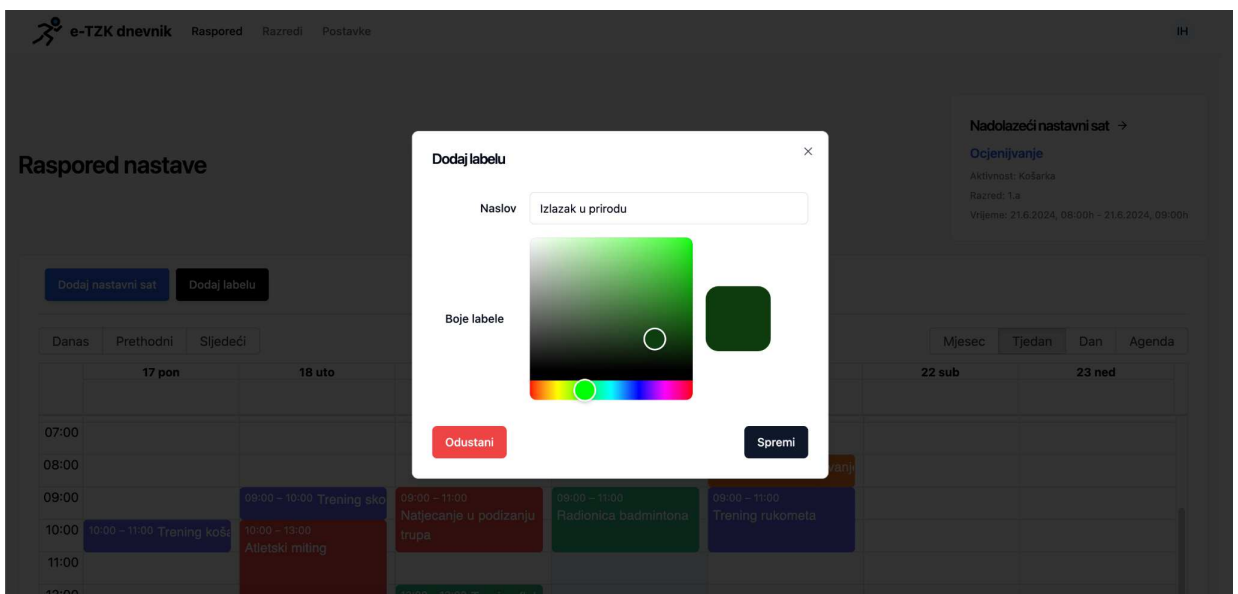 e-TZK dnevnik Raspored Razredi Postavke IH
Nadolazeći nastavni sat →
Ocjenjivanje
Aktivnost: Košarka
Razred: 1.a
Vrijeme: 21.6.2024, 08:00h - 21.6.2024, 09:00h
Raspored nastave
Dodaj labelu ×
Naslov Izlazak u prirodu
Boje labele
Odustani Spremi
Dodaj nastavni sat Dodaj labelu
Danas Prethodni Sljedeći Mjesec Tjedan Dan Agenda
17 pon 18 uto 22 sub 23 ned
07:00
08:00
09:00 09:00 – 10:00 Trening sko 09:00 – 11:00 09:00 – 11:00 09:00 – 11:00
Natjecanje u podizanju Radionica badmintona Trening rukometa
trupa
10:00 10:00 – 11:00 Trening koša 10:00 – 13:00
Atletski miting
11:00
12:00